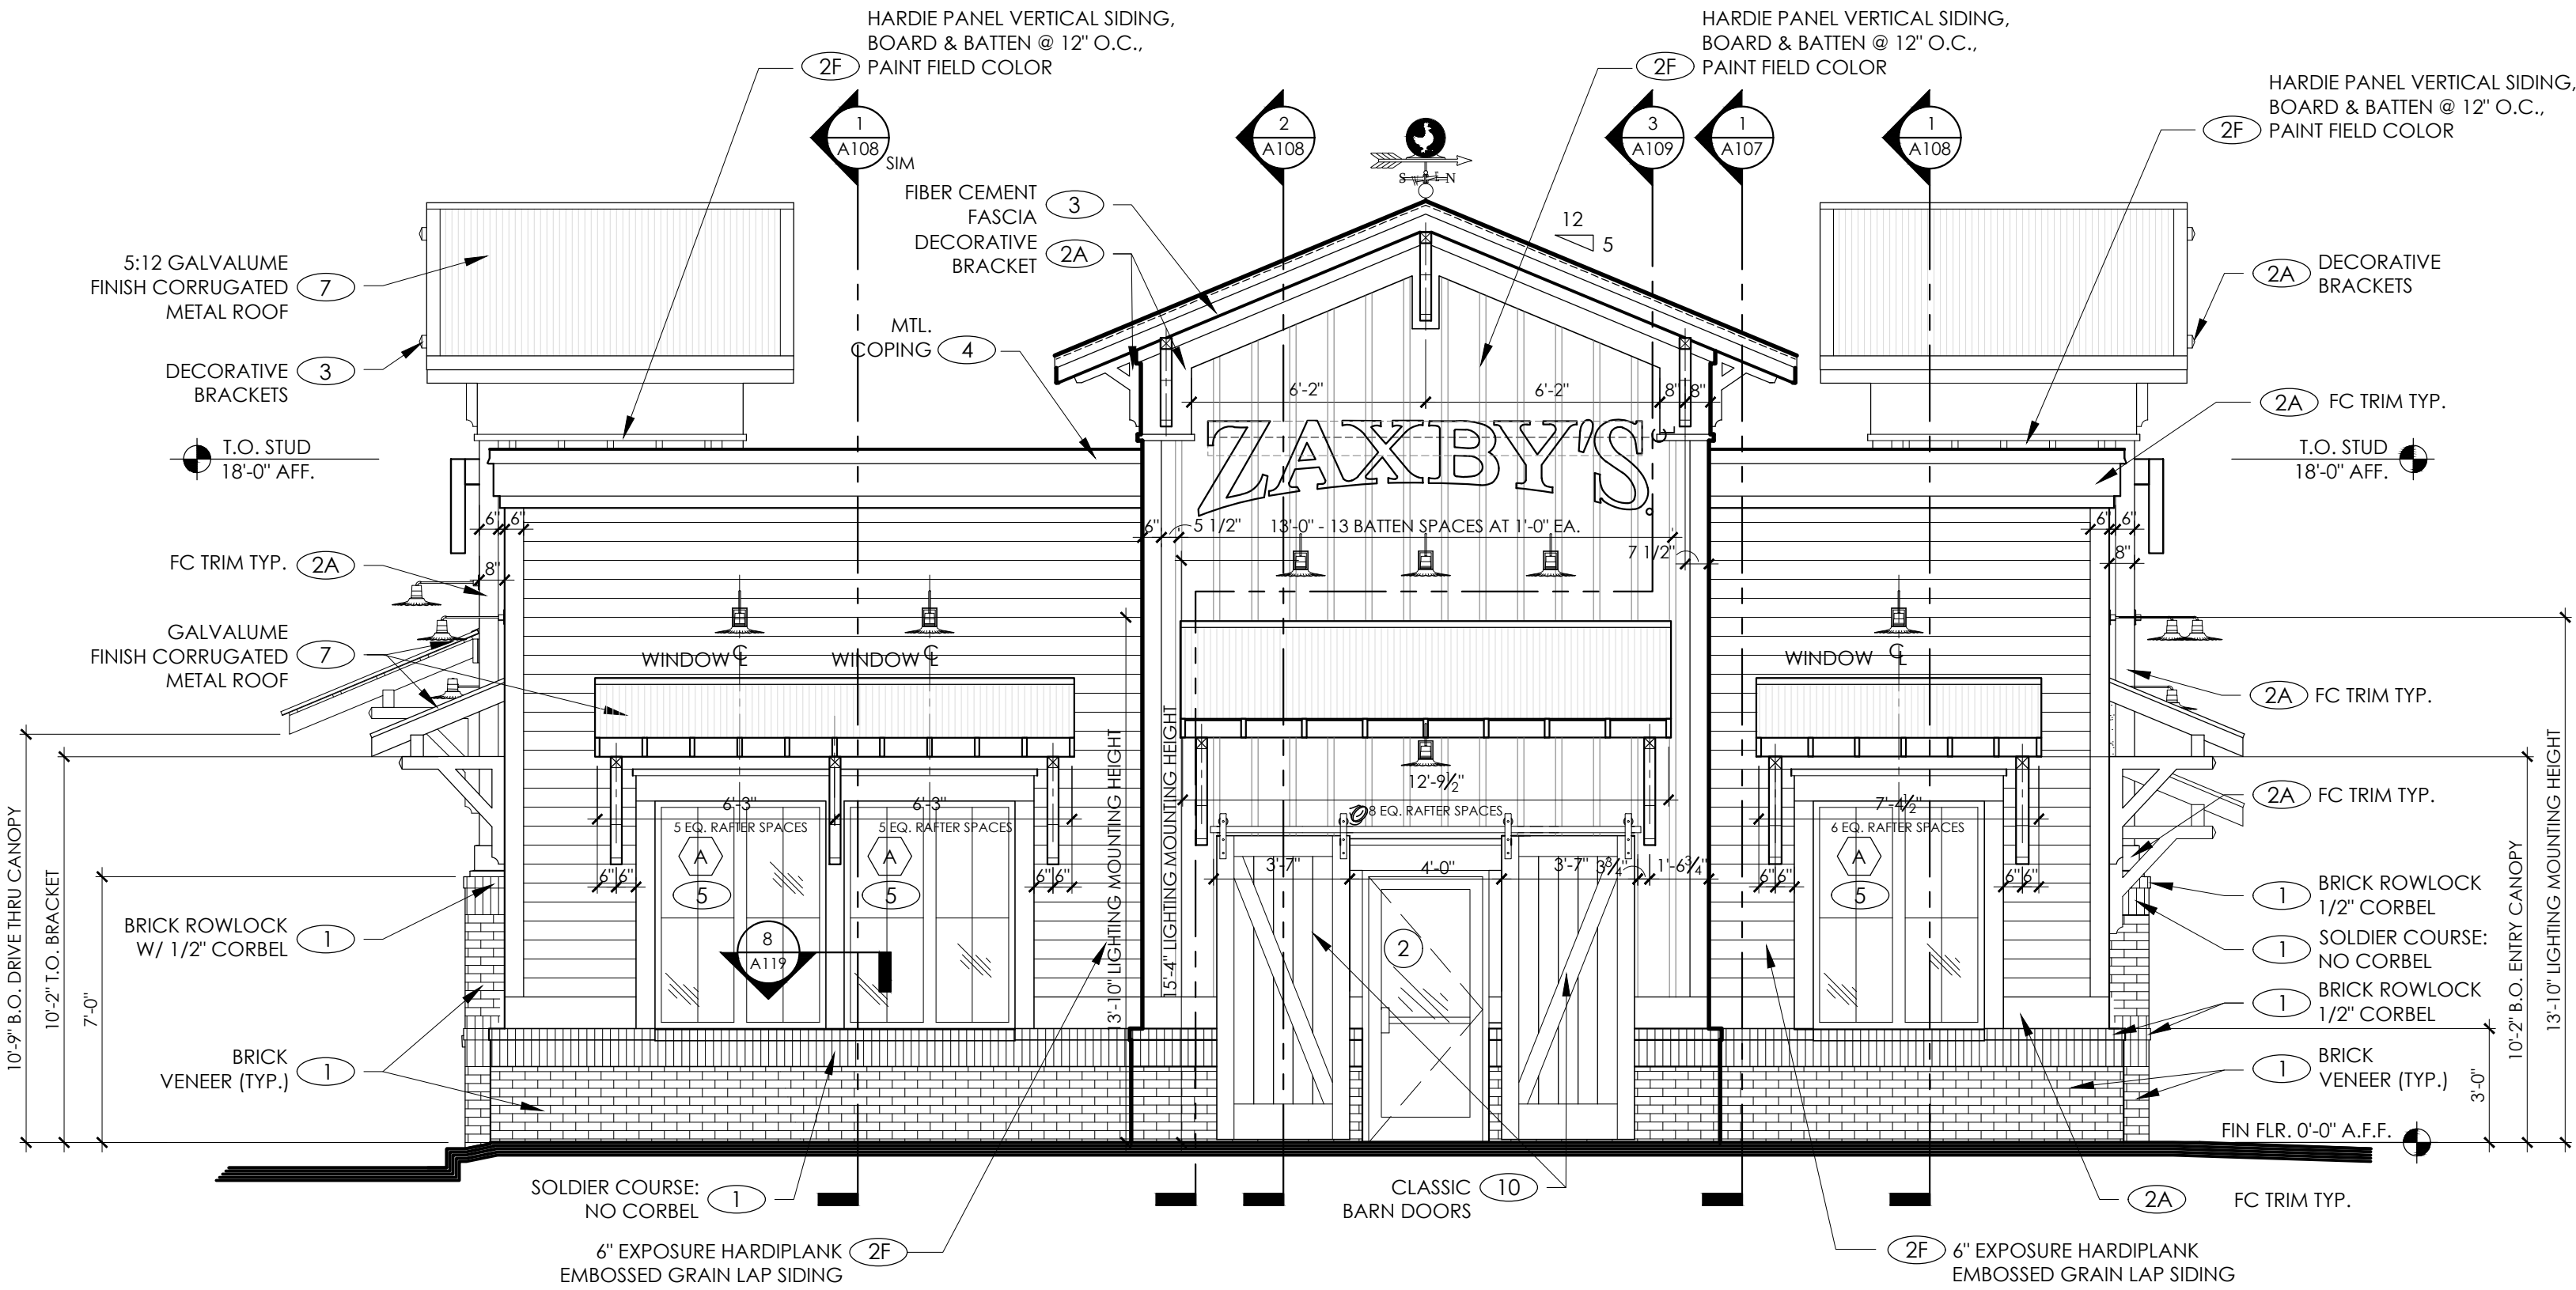 HARDIE PANEL VERTICAL SIDING,
BOARD & BATTEN @ 12" O.C.,
2F PAINT FIELD COLOR
HARDIE PANEL VERTICAL SIDING,
BOARD & BATTEN @ 12" O.C.,
2F PAINT FIELD COLOR
HARDIE PANEL VERTICAL SIDING,
BOARD & BATTEN @ 12" O.C.,
2F PAINT FIELD COLOR
1
A108
SIM
2
A108
3
A109
1
A107
1
A108
S N
FIBER CEMENT
FASCIA
3
DECORATIVE
BRACKET
2A
12
5
5:12 GALVALUME
FINISH CORRUGATED
METAL ROOF
7
DECORATIVE
BRACKETS
3
MTL.
COPING
4
2A
DECORATIVE
BRACKETS
2A FC TRIM TYP.
T.O. STUD
18'-0" AFF.
T.O. STUD
18'-0" AFF.
6'-2" 6'-2" 8" 8"
ZAXBY'S
6" 6"
6" 5 1/2" 13'-0" - 13 BATTEN SPACES AT 1'-0" EA.
7 1/2"
6" 6"
8"
8"
FC TRIM TYP. 2A
GALVALUME
FINISH CORRUGATED
METAL ROOF
7
WINDOW ℄
WINDOW ℄
WINDOW ℄
2A FC TRIM TYP.
2A FC TRIM TYP.
10'-9" B.O. DRIVE THRU CANOPY
10'-2" T.O. BRACKET
7'-0"
13'-10" LIGHTING MOUNTING HEIGHT
15'-4" LIGHTING MOUNTING HEIGHT
6'-3" 6'-3"
5 EQ. RAFTER SPACES 5 EQ. RAFTER SPACES
A
5
A
5
6" 6"
6" 6"
8
A119
12'-9 1/2"
8 EQ. RAFTER SPACES
3'-7" 4'-0" 3'-7" 3 3/4" 1'-6 3/4"
2
7'-4 1/2"
6 EQ. RAFTER SPACES
A
5
6" 6"
6" 6"
BRICK ROWLOCK
W/ 1/2" CORBEL
1
BRICK
VENEER (TYP.)
1
1
BRICK ROWLOCK
1/2" CORBEL
1
SOLDIER COURSE:
NO CORBEL
1
BRICK ROWLOCK
1/2" CORBEL
1
BRICK
VENEER (TYP.)
3'-0"
10'-2" B.O. ENTRY CANOPY
13'-10" LIGHTING MOUNTING HEIGHT
FIN FLR. 0'-0" A.F.F.
SOLDIER COURSE:
NO CORBEL
1
CLASSIC
BARN DOORS
10
2A FC TRIM TYP.
6" EXPOSURE HARDIPLANK
EMBOSSED GRAIN LAP SIDING
2F
2F
6" EXPOSURE HARDIPLANK
EMBOSSED GRAIN LAP SIDING